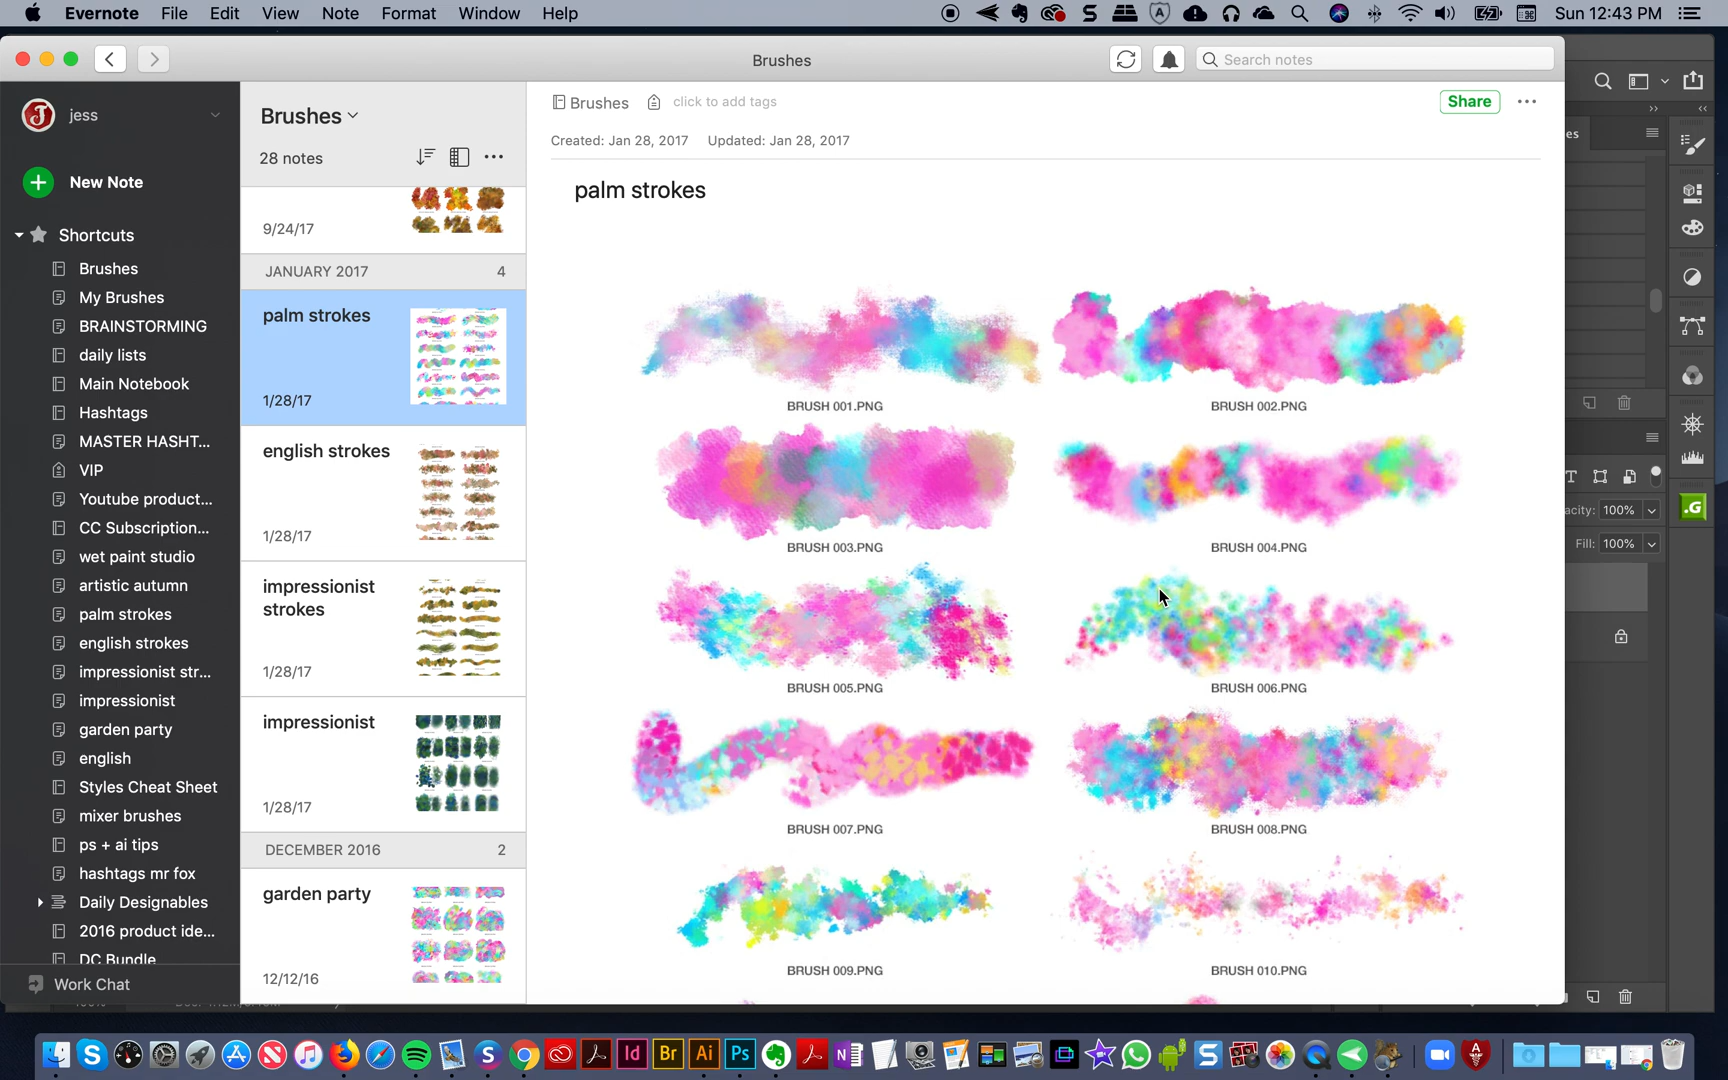 Evernote File Edit View Note Format Window Help
Sun 12:43 PM
Brushes
Search notes
jess
New Note
Shortcuts
Brushes
My Brushes
BRAINSTORMING
daily lists
Main Notebook
Hashtags
MASTER HASHT...
VIP
Youtube product...
CC Subscription...
wet paint studio
artistic autumn
palm strokes
english strokes
impressionist str...
impressionist
garden party
english
Styles Cheat Sheet
mixer brushes
ps + ai tips
hashtags mr fox
Daily Designables
2016 product ide...
DC Bundle
Work Chat
Brushes
28 notes
9/24/17
JANUARY 2017 4
palm strokes
1/28/17
english strokes
1/28/17
impressionist
strokes
1/28/17
impressionist
1/28/17
DECEMBER 2016 2
garden party
12/12/16
Brushes click to add tags
Share
Created: Jan 28, 2017 Updated: Jan 28, 2017
palm strokes
BRUSH 001.PNG
BRUSH 002.PNG
BRUSH 003.PNG
BRUSH 004.PNG
BRUSH 005.PNG
BRUSH 006.PNG
BRUSH 007.PNG
BRUSH 008.PNG
BRUSH 009.PNG
BRUSH 010.PNG
es
acity: 100%
Fill: 100%
.G
Id
Br
Ai
Ps